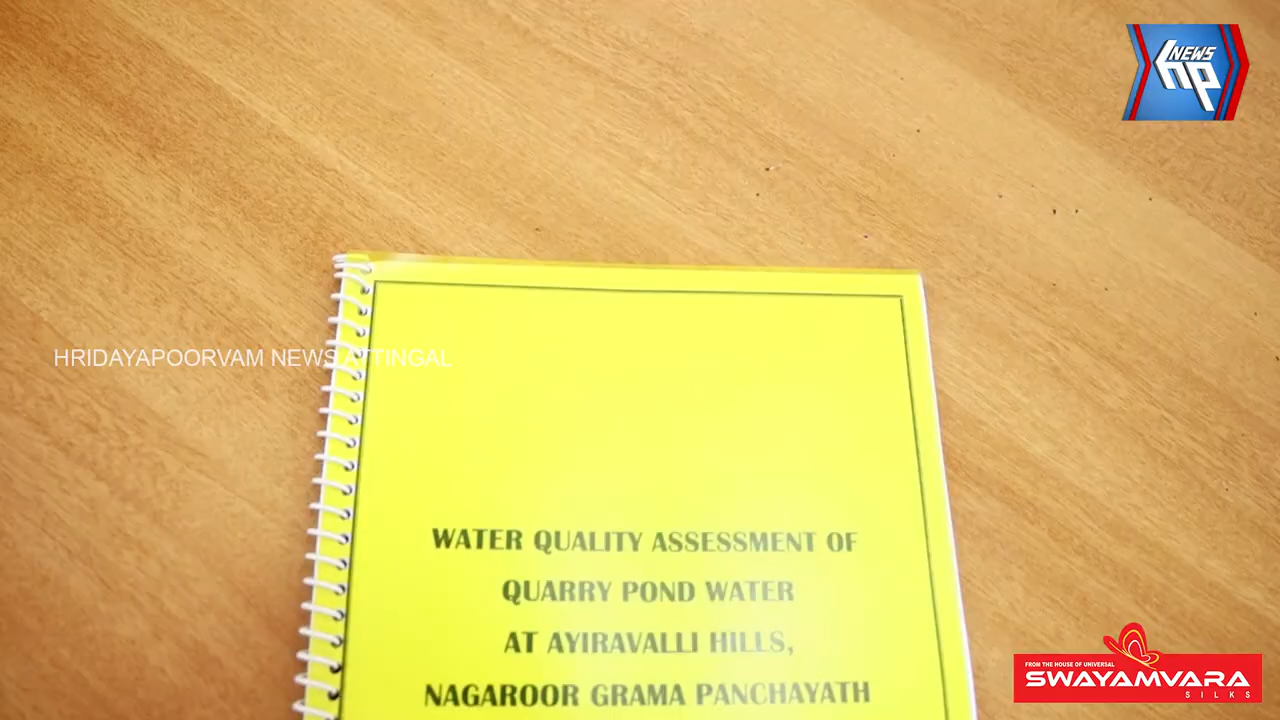 NEWS
hp
HRIDAYAPOORVAM NEWS ATTINGAL
WATER QUALITY ASSESSMENT OF
QUARRY POND WATER
AT AYIRAVALLI HILLS,
NAGAROOR GRAMA PANCHAYATH
FROM THE HOUSE OF UNIVERSAL
SWAYAMVARA
SILKS